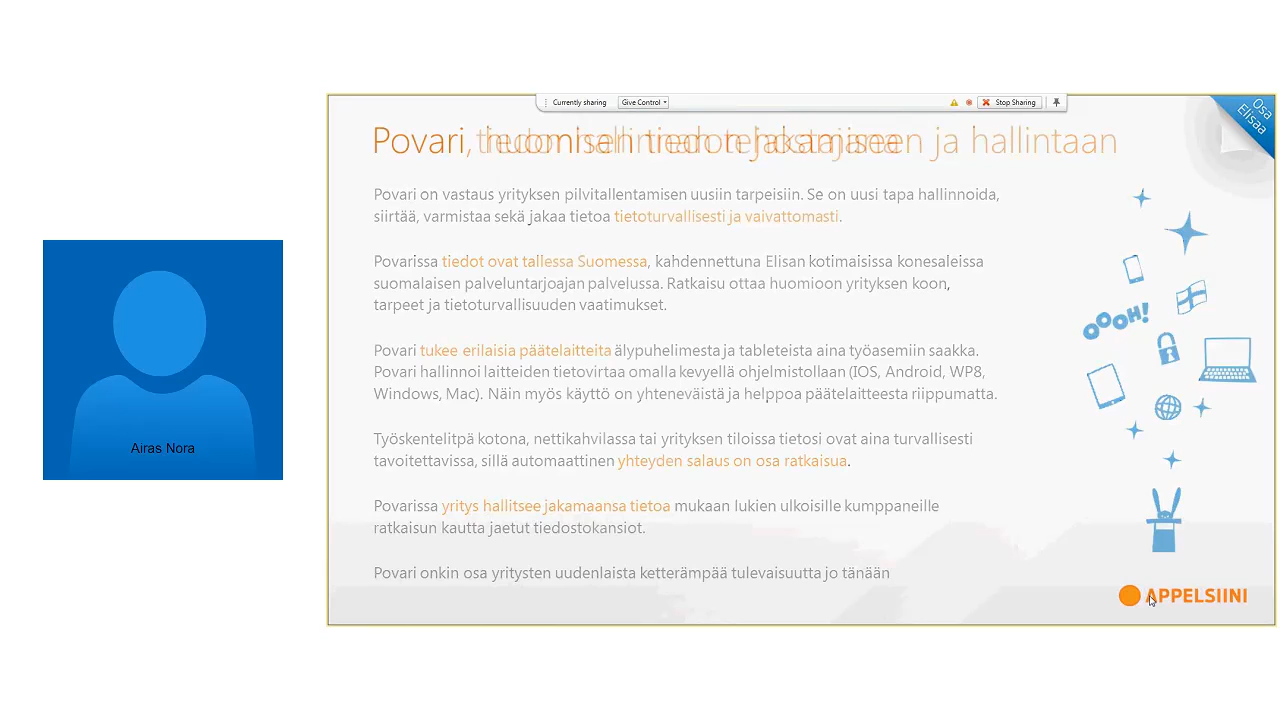 Currently sharing
Give Control
Stop Sharing
Osa
Elisaa
Povari, ja hallintaan
Povari on vastaus yrityksen pilvitallentamisen uusiin tarpeisiin. Se on uusi tapa hallinnoida,
siirtää, varmistaa sekä jakaa tietoa tietoturvallisesti ja vaivattomasti.
Povarissa tiedot ovat tallessa Suomessa, kahdennettuna Elisan kotimaisissa konesaleissa
suomalaisen palveluntarjoajan palvelussa. Ratkaisu ottaa huomioon yrityksen koon,
tarpeet ja tietoturvallisuuden vaatimukset.
Povari tukee erilaisia päätelaitteita älypuhelimesta ja tableteista aina työasemiin saakka.
Povari hallinnoi laitteiden tietovirtaa omalla kevyellä ohjelmistollaan (IOS, Android, WP8,
Windows, Mac). Näin myös käyttö on yhteneväistä ja helppoa päätelaitteesta riippumatta.
Työskentelitpä kotona, nettikahvilassa tai yrityksen tiloissa tietosi ovat aina turvallisesti
tavoitettavissa, sillä automaattinen yhteyden salaus on osa ratkaisua.
Povarissa yritys hallitsee jakamaansa tietoa mukaan lukien ulkoisille kumppaneille
ratkaisun kautta jaetut tiedostokansiot.
Povari onkin osa yritysten uudenlaista ketterämpää tulevaisuutta jo tänään
OOOH!
Airas Nora
APPELSIINI